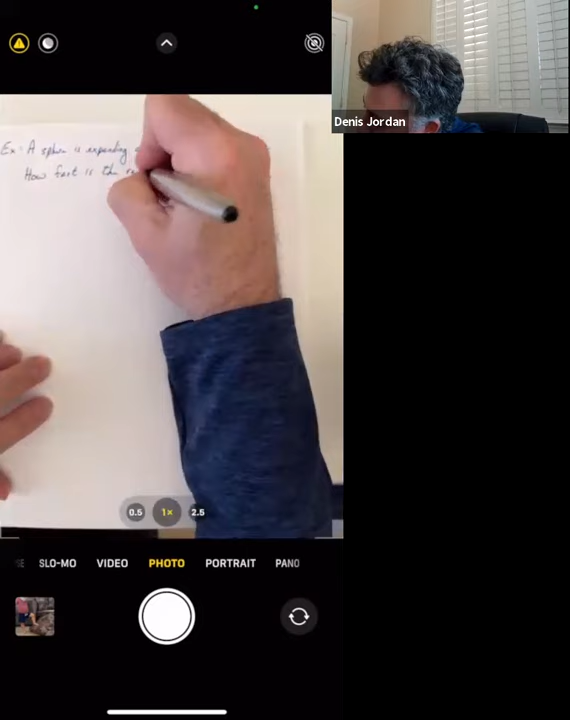 Denis Jordan
Ex: A sphere is expanding
How fast is the
0.5 1× 2.5
SLO-MO VIDEO PHOTO PORTRAIT PANO